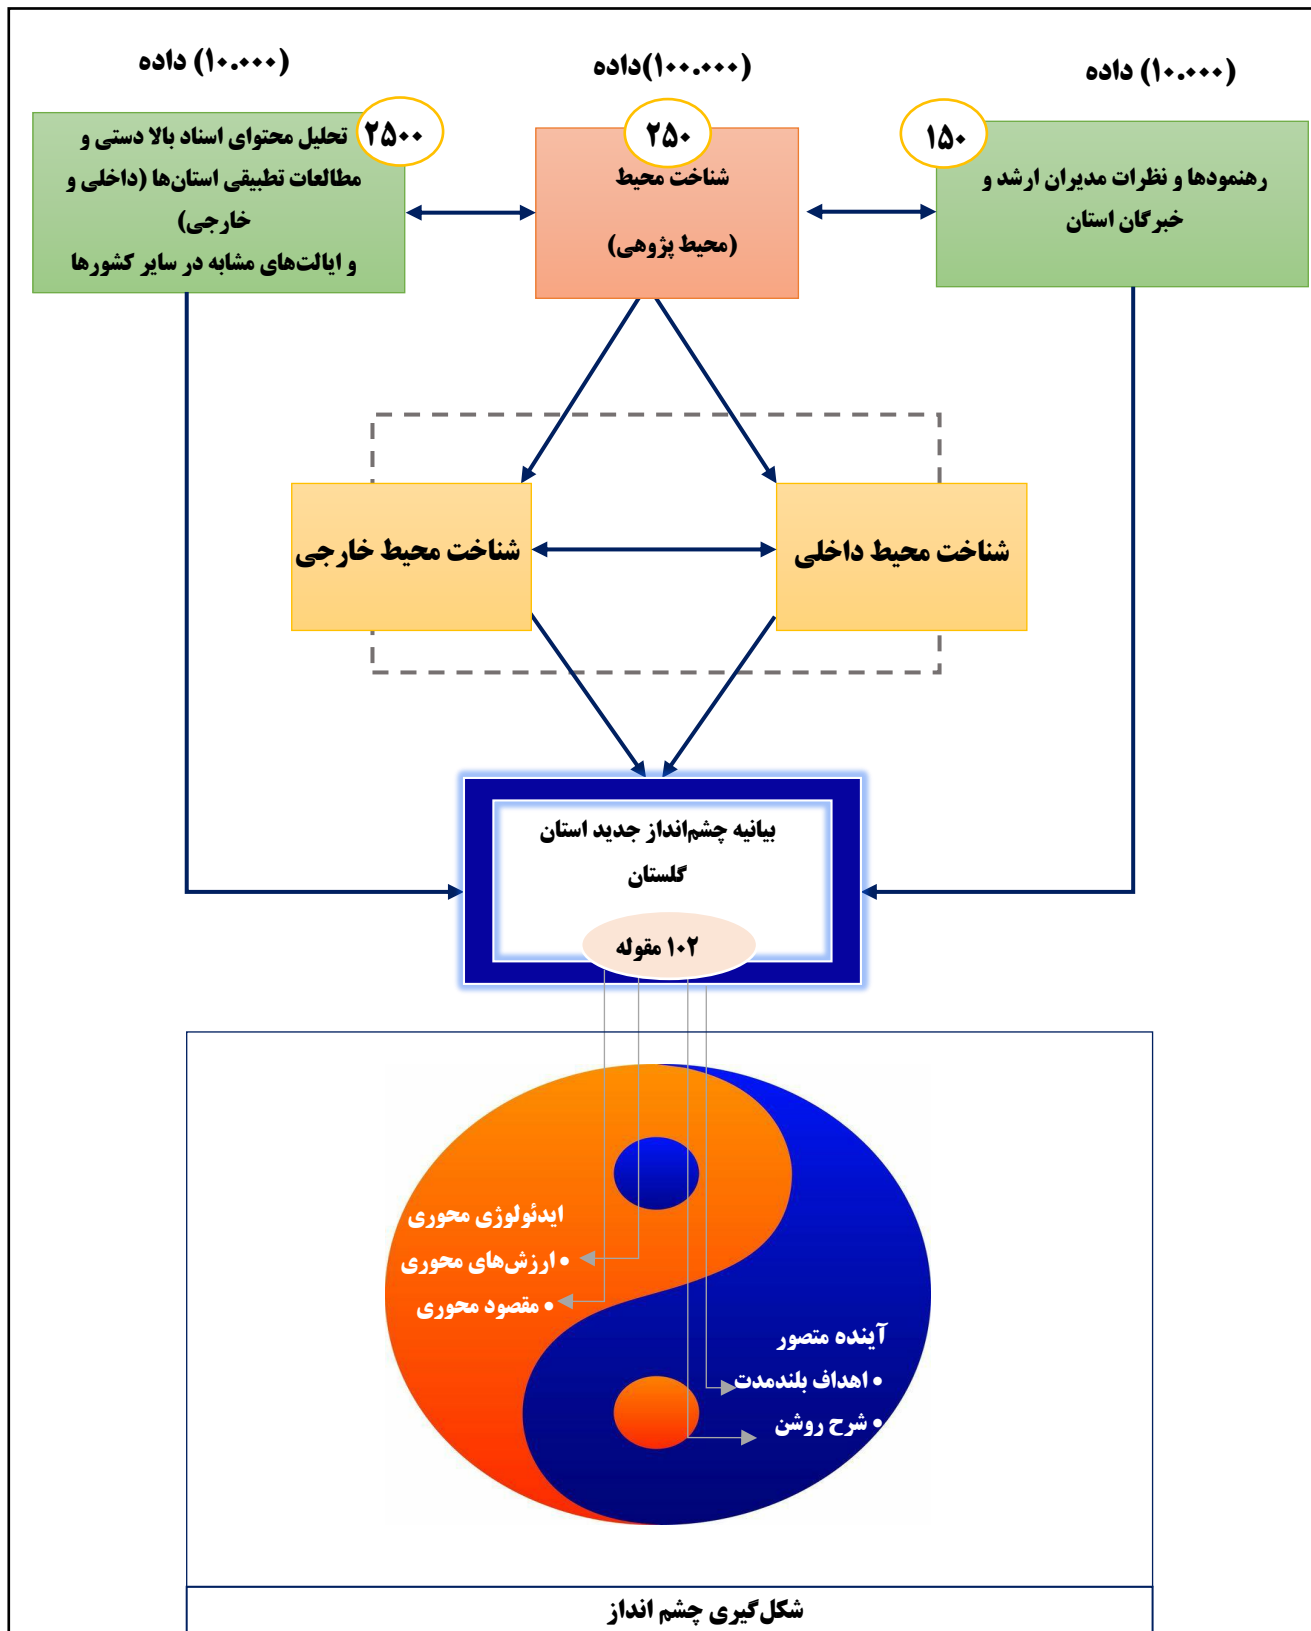 (۱۰.۰۰۰) داده
(۱۰۰.۰۰۰)داده
(۱۰.۰۰۰) داده
۱۵۰
رهنمودها و نظرات مدیران ارشد و
خبرگان استان
۲۵۰
شناخت محیط
(محیط پژوهی)
۲۵۰۰
تحلیل محتوای اسناد بالا دستی و
مطالعات تطبیقی استان‌ها (داخلی و
خارجی)
و ایالت‌های مشابه در سایر کشورها
شناخت محیط داخلی
شناخت محیط خارجی
بیانیه چشم‌انداز جدید استان
گلستان
۱۰۲ مقوله
ایدئولوژی محوری
• ارزش‌های محوری
• مقصود محوری
آینده متصور
• اهداف بلندمدت
• شرح روشن
شکل‌گیری چشم انداز